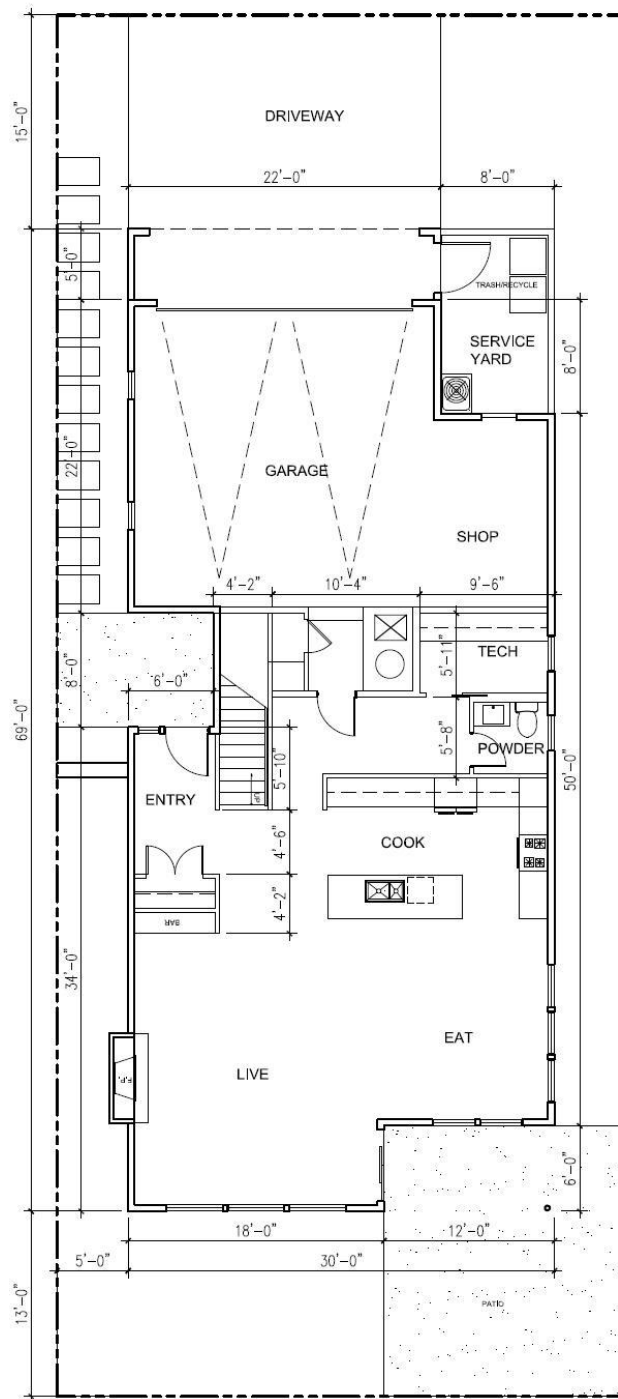 DRIVEWAY
15'-0"
22'-0"
8'-0"
5'-0"
TRASH/RECYCLE
SERVICE
YARD
8'-0"
22'-0"
GARAGE
SHOP
4'-2"
10'-4"
9'-6"
5'-11"
TECH
8'-0"
6'-0"
69'-0"
5'-8"
POWDER
50'-0"
5'-10"
UP
ENTRY
4'-6"
COOK
4'-2"
BAR
34'-0"
EAT
LIVE
F.P.
6'-0"
18'-0"
12'-0"
5'-0"
30'-0"
13'-0"
PATIO